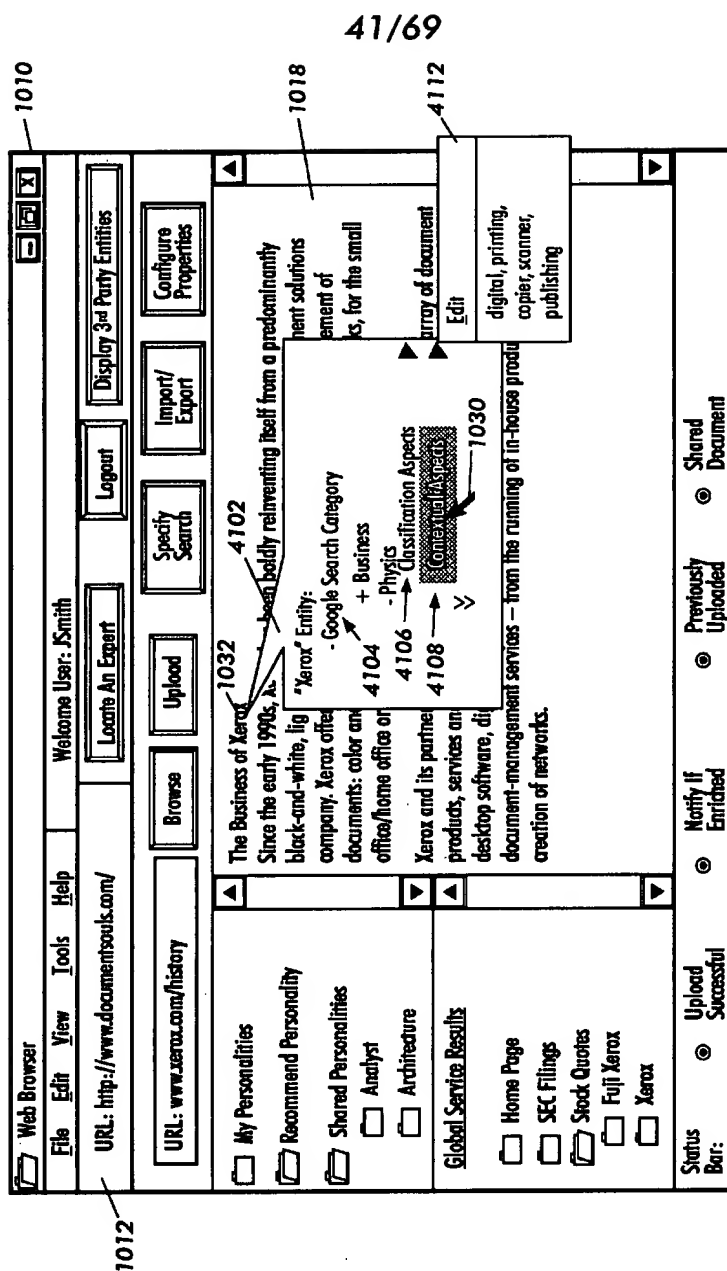 41/69
1010
Web Browser
File Edit View Tools Help
Welcome User: JSmith
1012
URL: http://www.documentsouls.com/
Locate An Expert
Logout
Display 3rd Party Entities
URL: www.xerox.com/history
Browse
Upload
Specify
Search
Import/
Export
Configure
Properties
My Personalities
Recommend Personality
Shared Personalities
Analyst
Architecture
Global Service Results
Home Page
SEC Filings
Stock Quotes
Fuji Xerox
Xerox
1032
4102
1018
The Business of Xerox
Since the early 1990s, been boldly reinventing itself from a predominantly
black-and-white, lig ment solutions
company. Xerox offe ement of
documents: color and ks, for the small
office/home office or
Xerox and its partner array of document
products, services an
desktop software, di
document-management services – from the running of in-house produ
creation of networks.
"Xerox" Entity:
- Google Search Category
4104
+ Business
- Physics
4106
Classification Aspects
4108
Contextual Aspects
1030
4112
Edit
digital, printing,
copier, scanner,
publishing
Status
Bar:
Upload
Successful
Notify If
Enriched
Previously
Uploaded
Shared
Document